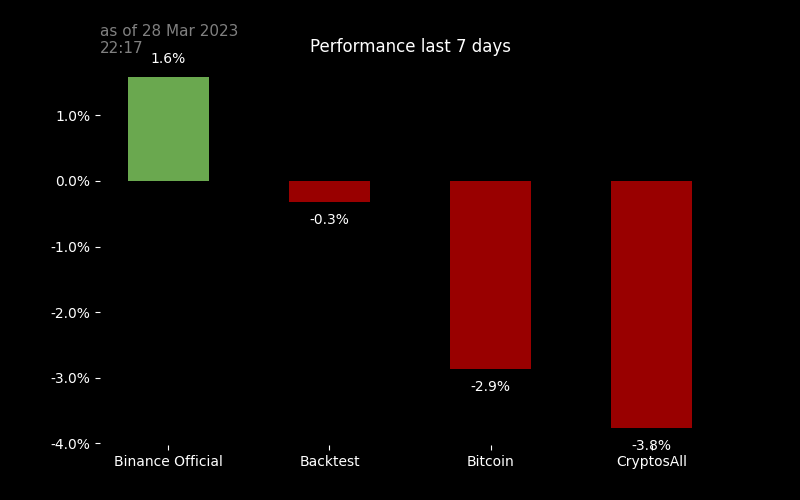 as of 28 Mar 2023
22:17
Performance last 7 days
1.6%
1.0%
0.0%
-0.3%
-1.0%
-2.0%
-2.9%
-3.0%
-3.8%
-4.0%
Binance Official
Backtest
Bitcoin
CryptosAll